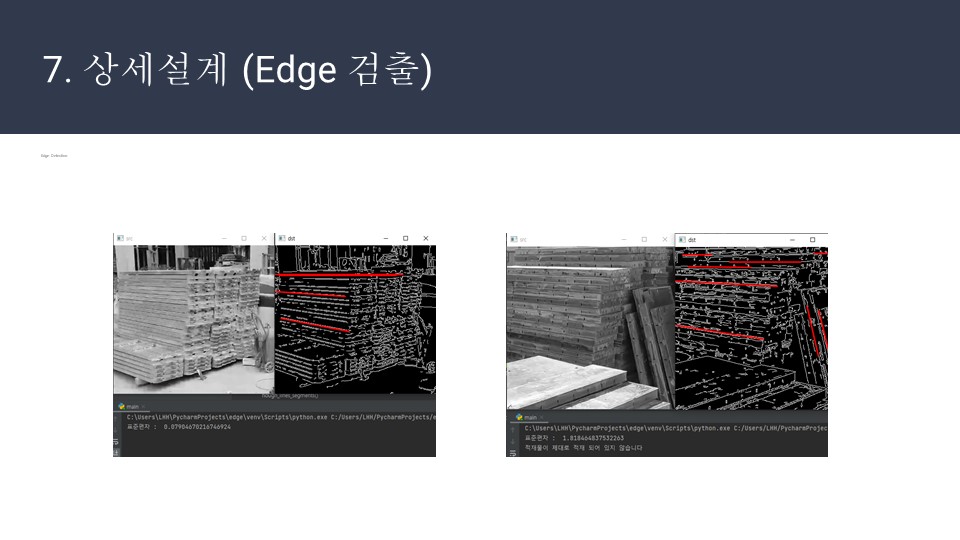 7. 상세설계 (Edge 검출)
Edge Detection
src
dst
src
dst
hough_lines_segments()
main
C:\Users\LHH\PycharmProjects\edge\venv\Scripts\python.exe C:/Users/LHH/PycharmProjects/
표준편차 : 0.07904670216746924
main
C:\Users\LHH\PycharmProjects\edge\venv\Scripts\python.exe C:/Users/LHH/PycharmProjec
표준편차 : 1.818464837532263
적재물이 제대로 적재 되어 있지 않습니다